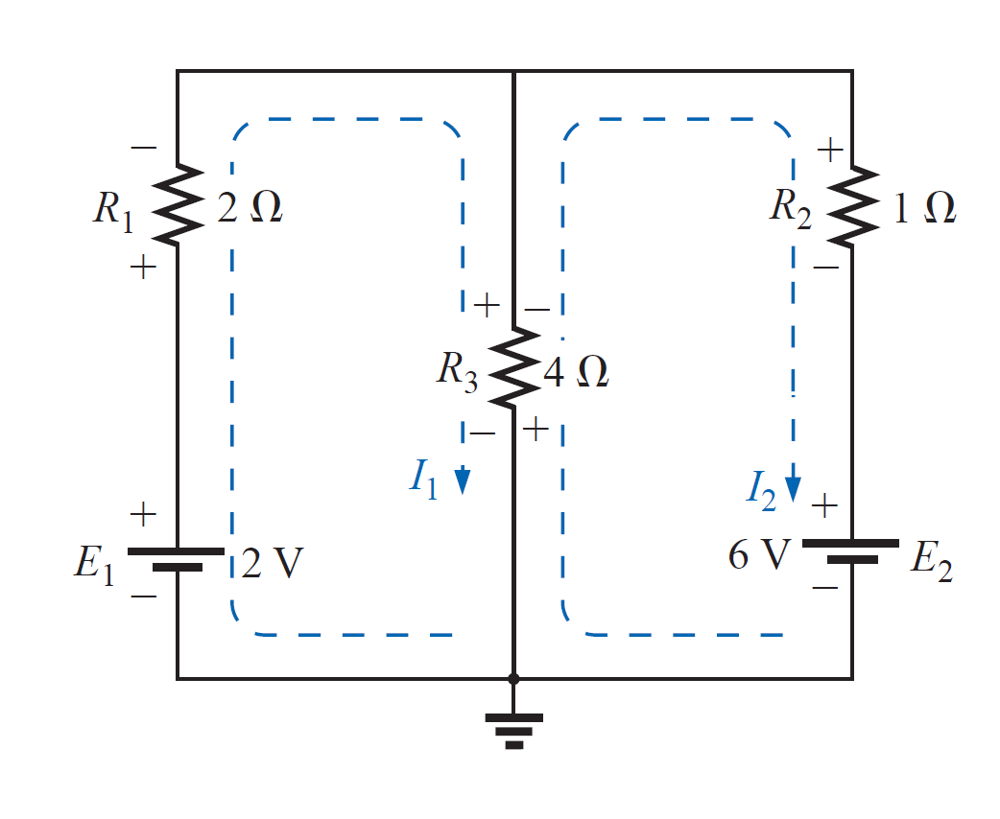 − +
R₁ 2 Ω R₂ 1 Ω
+ −
+ −
R₃ 4 Ω
− +
I₁ I₂
+ +
E₁ 2 V 6 V E₂
− −